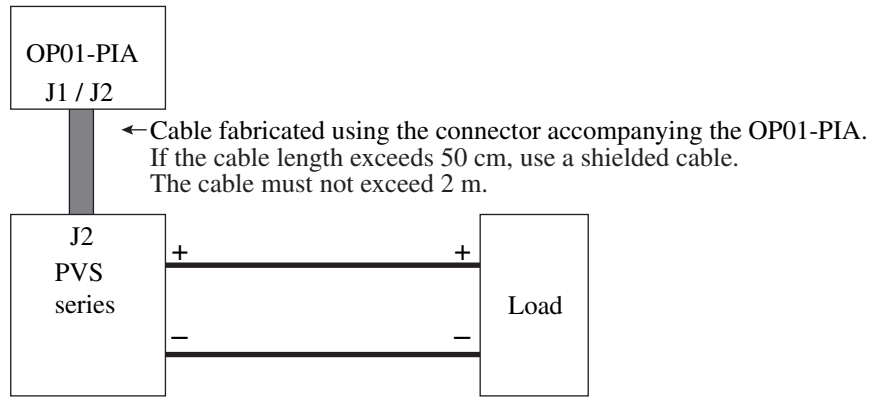 OP01-PIA
J1 / J2
←Cable fabricated using the connector accompanying the OP01-PIA.
If the cable length exceeds 50 cm, use a shielded cable.
The cable must not exceed 2 m.
J2
PVS
series
+
+
Load
−
−